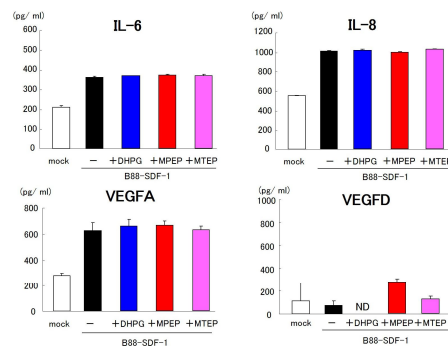 IL-6
(pg/ ml)
600
500
400
300
200
100
0
mock
− +DHPG +MPEP +MTEP
B88-SDF-1
IL-8
(pg/ ml)
1200
1000
800
600
400
200
0
mock
− +DHPG +MPEP +MTEP
B88-SDF-1
VEGFA
(pg/ ml)
800
600
400
200
0
mock
− +DHPG +MPEP +MTEP
B88-SDF-1
VEGFD
(pg/ ml)
1000
800
600
400
200
0
ND
mock
− +DHPG +MPEP +MTEP
B88-SDF-1